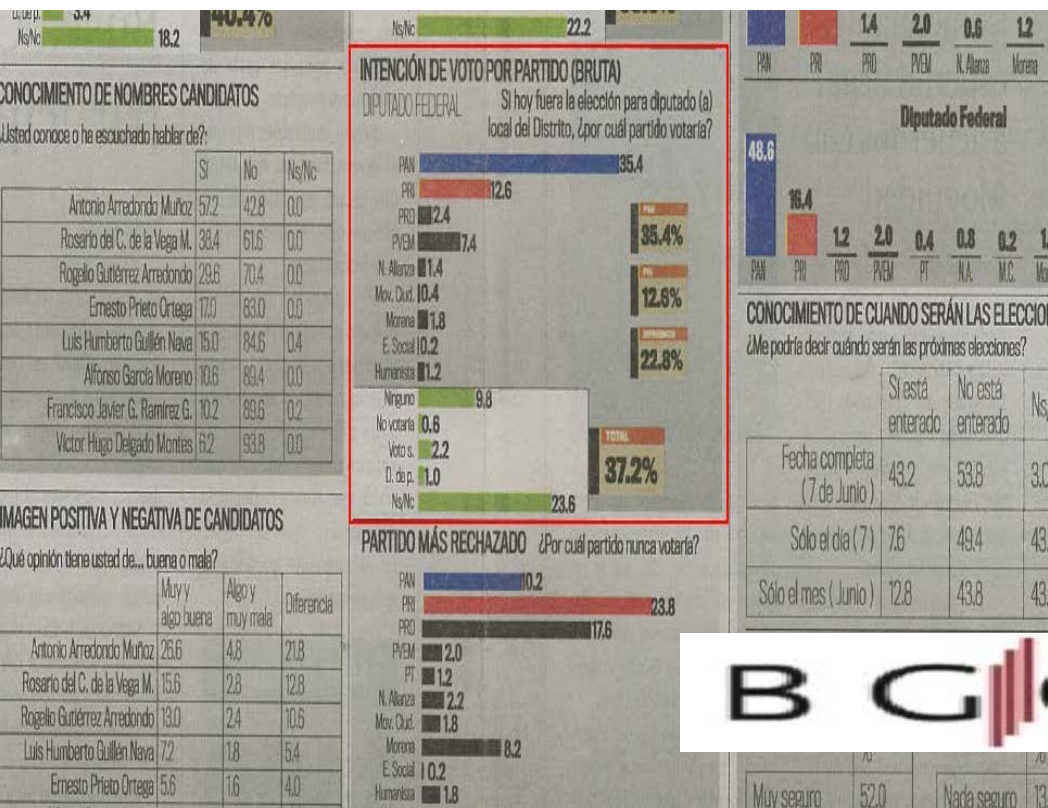 3.4
Ns/Nc 18.2
40.4%
CONOCIMIENTO DE NOMBRES CANDIDATOS
Usted conoce o ha escuchado hablar de?:
Sí No Ns/Nc
Antonio Arredondo Muñoz 57.2 42.8 0.0
Rosario del C. de la Vega M. 38.4 61.6 0.0
Rogelio Gutiérrez Arredondo 29.6 70.4 0.0
Ernesto Prieto Ortega 17.0 83.0 0.0
Luis Humberto Guillén Nava 15.0 84.6 0.4
Alfonso García Moreno 10.6 89.4 0.0
Francisco Javier G. Ramírez G. 10.2 89.6 0.2
Víctor Hugo Delgado Montes 6.2 93.8 0.0
IMAGEN POSITIVA Y NEGATIVA DE CANDIDATOS
¿Qué opinión tiene usted de... buena o mala?
Muy y algo buena
Algo y muy mala
Diferencia
Antonio Arredondo Muñoz 26.6 4.8 21.8
Rosario del C. de la Vega M. 15.6 2.8 12.8
Rogelio Gutiérrez Arredondo 13.0 2.4 10.6
Luis Humberto Guillén Nava 7.2 1.8 5.4
Ernesto Prieto Ortega 5.6 1.6 4.0
Ns/Nc 22.2
INTENCIÓN DE VOTO POR PARTIDO (BRUTA)
DIPUTADO FEDERAL
Si hoy fuera la elección para diputado (a)
local del Distrito, ¿por cuál partido votaría?
PAN 35.4
PRI 12.6
PRD 2.4
PVEM 7.4
N. Alianza 1.4
Mov. Ciud. 0.4
Morena 1.8
E. Social 0.2
Humanista 1.2
Ninguno 9.8
No votaría 0.6
Voto s. 2.2
D. de p. 1.0
Ns/Nc 23.6
PAN
35.4%
PRI
12.6%
DIFERENCIA
22.8%
TOTAL
37.2%
PARTIDO MÁS RECHAZADO ¿Por cuál partido nunca votaría?
PAN 10.2
PRI 23.8
PRD 17.6
PVEM 2.0
PT 1.2
N. Alianza 2.2
Mov. Ciud. 1.8
Morena 8.2
E. Social 0.2
Humanista 1.8
1.4 2.0 0.6 1.2
PAN PRI PRD PVEM N. Alianza Morena
Diputado Federal
48.6 16.4 1.2 2.0 0.4 0.8 0.2
PAN PRI PRD PVEM PT N.A. M.C.
CONOCIMIENTO DE CUANDO SERÁN LAS ELECCION
¿Me podría decir cuándo serán las próximas elecciones?
Sí está enterado
No está enterado
Fecha completa
(7 de Junio) 43.2 53.8 3.0
Sólo el día (7) 7.6 49.4 43.
Sólo el mes (Junio) 12.8 43.8 43.
B G
Muy seguro 52.0 Nada seguro 13